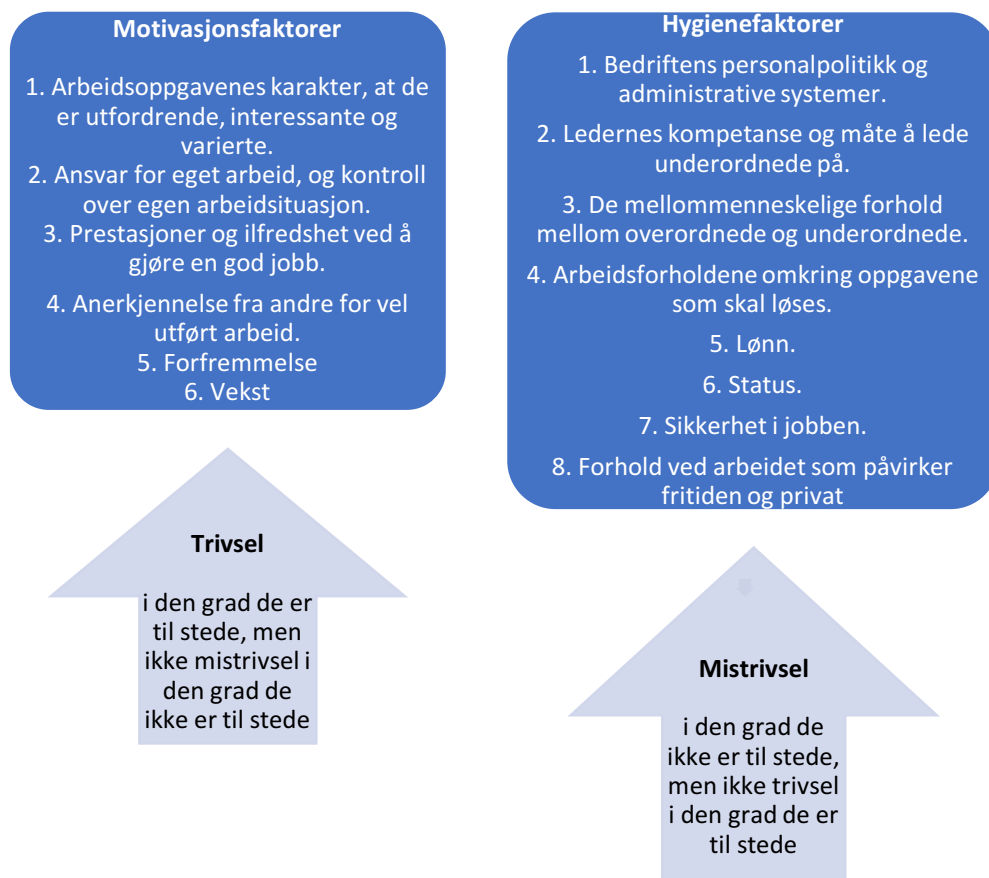 Motivasjonsfaktorer
1. Arbeidsoppgavenes karakter, at de
er utfordrende, interessante og
varierte.
2. Ansvar for eget arbeid, og kontroll
over egen arbeidsituasjon.
3. Prestasjoner og ilfredshet ved å
gjøre en god jobb.
4. Anerkjennelse fra andre for vel
utført arbeid.
5. Forfremmelse
6. Vekst
Trivsel
i den grad de er
til stede, men
ikke mistrivsel i
den grad de
ikke er til stede
Hygienefaktorer
1. Bedriftens personalpolitikk og
administrative systemer.
2. Ledernes kompetanse og måte å lede
underordnede på.
3. De mellommenneskelige forhold
mellom overordnede og underordnede.
4. Arbeidsforholdene omkring oppgavene
som skal løses.
5. Lønn.
6. Status.
7. Sikkerhet i jobben.
8. Forhold ved arbeidet som påvirker
fritiden og privat
Mistrivsel
i den grad de
ikke er til stede,
men ikke trivsel
i den grad de er
til stede